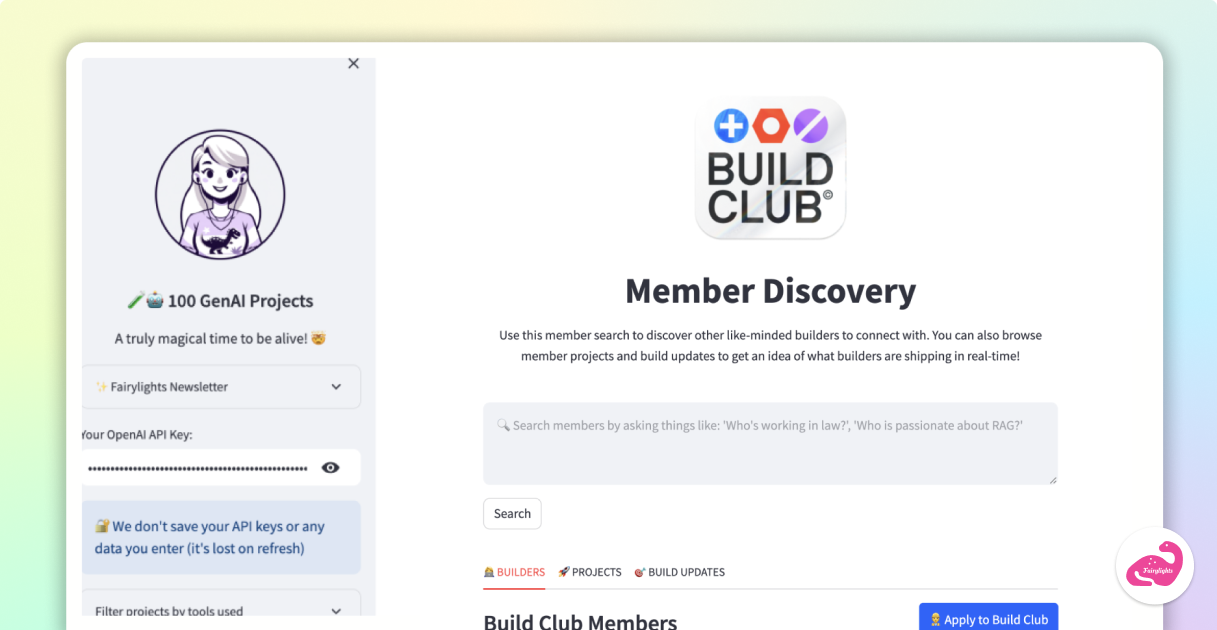 🧪🤖 100 GenAI Projects
A truly magical time to be alive! 🤯
✨ Fairylights Newsletter
Your OpenAI API Key:
••••••••••••••••••••••••••••••••••••••••••••••••••
🔐 We don't save your API keys or any
data you enter (it's lost on refresh)
Filter projects by tools used
BUILD
CLUB©
Member Discovery
Use this member search to discover other like-minded builders to connect with. You can also browse
member projects and build updates to get an idea of what builders are shipping in real-time!
🔍 Search members by asking things like: 'Who's working in law?', 'Who is passionate about RAG?'
Search
👷‍♀️ BUILDERS 🚀 PROJECTS 🎯 BUILD UPDATES
Build Club Members
👷‍♀️ Apply to Build Club
Fairylights